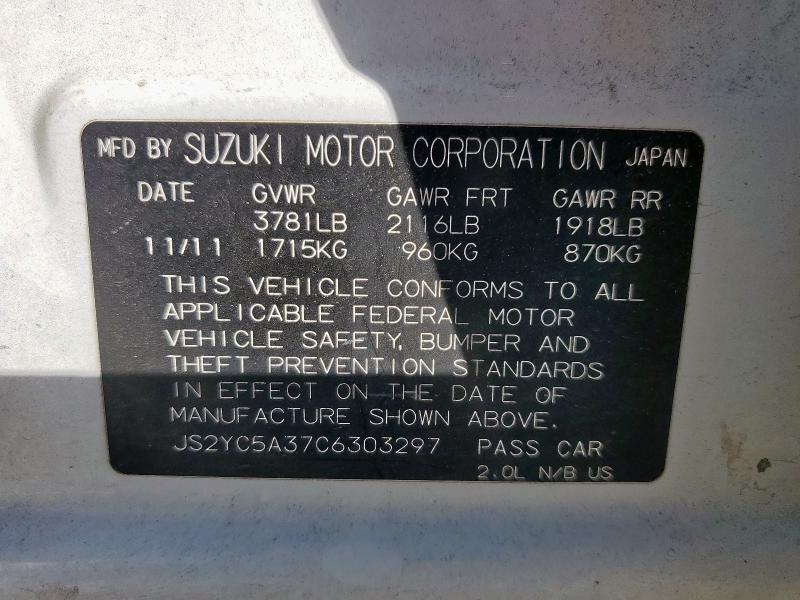 MFD BY SUZUKI MOTOR CORPORATION JAPAN
DATE GVWR GAWR FRT GAWR RR
3781LB 2116LB 1918LB
11/11 1715KG 960KG 870KG
THIS VEHICLE CONFORMS TO ALL
APPLICABLE FEDERAL MOTOR
VEHICLE SAFETY, BUMPER AND
THEFT PREVENTION STANDARDS
IN EFFECT ON THE DATE OF
MANUFACTURE SHOWN ABOVE.
JS2YC5A37C6303297 PASS CAR
2.0L N/B US